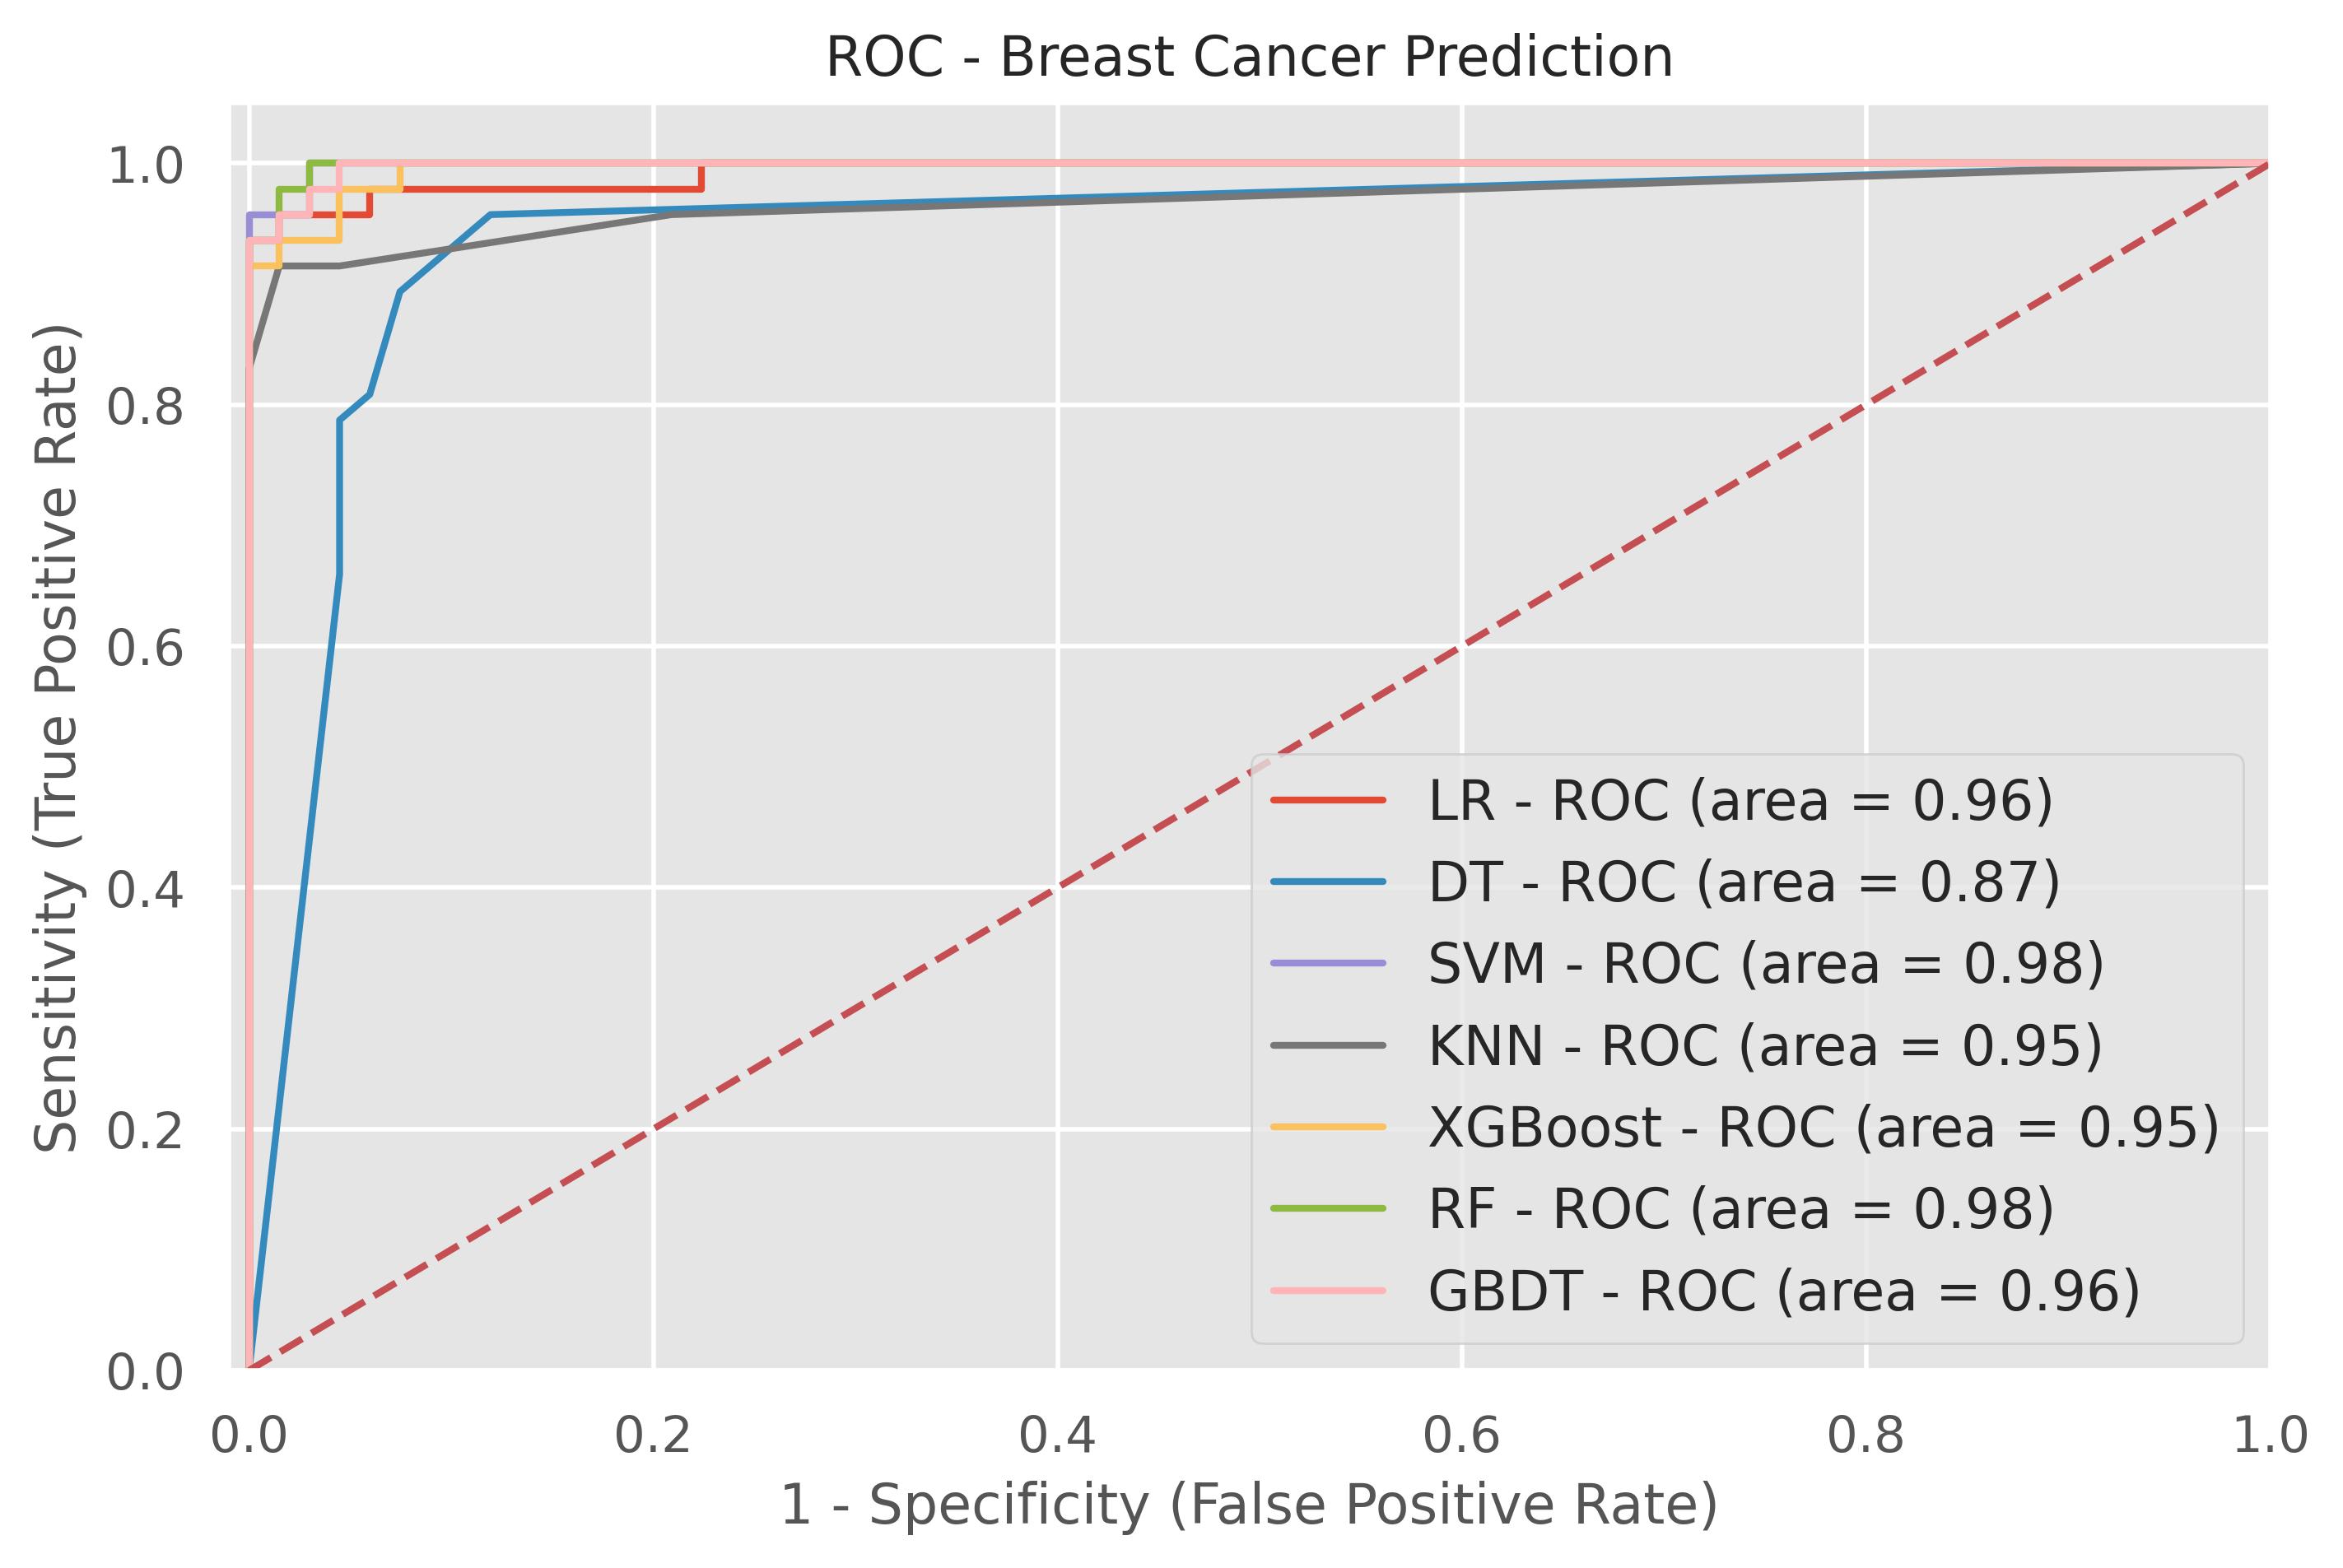 ROC - Breast Cancer Prediction
1.0
0.8
0.6
0.4
0.2
0.0
Sensitivity (True Positive Rate)
LR - ROC (area = 0.96)
DT - ROC (area = 0.87)
SVM - ROC (area = 0.98)
KNN - ROC (area = 0.95)
XGBoost - ROC (area = 0.95)
RF - ROC (area = 0.98)
GBDT - ROC (area = 0.96)
0.0 0.2 0.4 0.6 0.8 1.0
1 - Specificity (False Positive Rate)